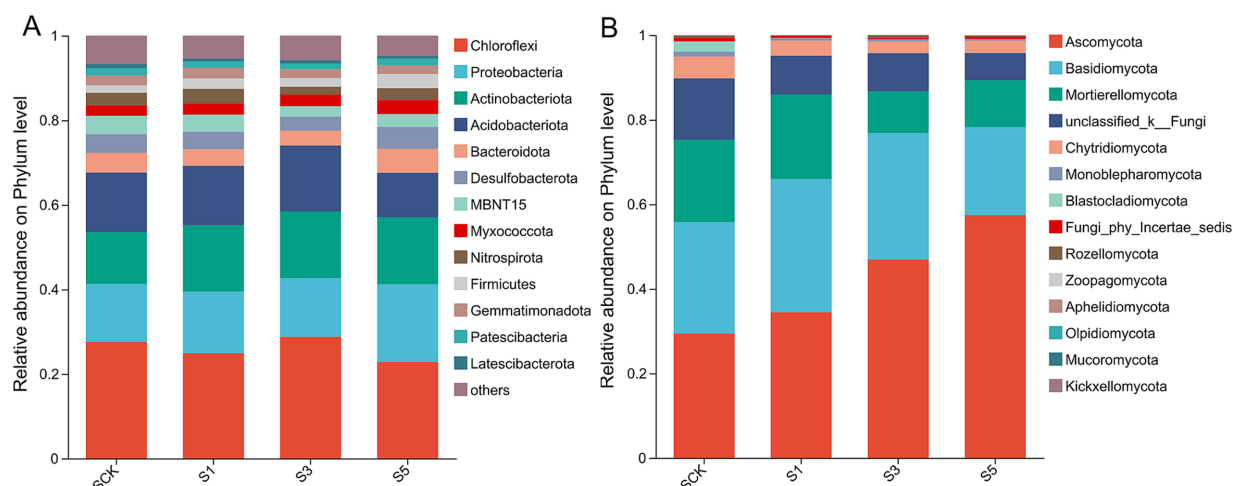 A
Relative abundance on Phylum level
1
0.8
0.6
0.4
0.2
0
SCK
S1
S3
S5
Chloroflexi
Proteobacteria
Actinobacteriota
Acidobacteriota
Bacteroidota
Desulfobacterota
MBNT15
Myxococcota
Nitrospirota
Firmicutes
Gemmatimonadota
Patescibacteria
Latescibacterota
others
B
Relative abundance on Phylum level
1
0.8
0.6
0.4
0.2
0
SCK
S1
S3
S5
Ascomycota
Basidiomycota
Mortierellomycota
unclassified_k__Fungi
Chytridiomycota
Monoblepharomycota
Blastocladiomycota
Fungi_phy_Incertae_sedis
Rozellomycota
Zoopagomycota
Aphelidiomycota
Olpidiomycota
Mucoromycota
Kickxellomycota